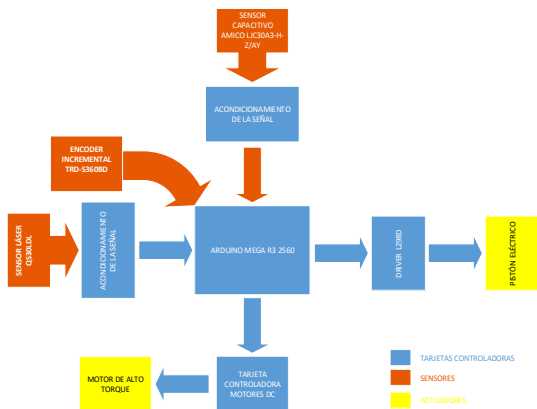 SENSOR
CAPACITIVO
AMICO LJC30A3-H-
Z/AY
ACONDICIONAMIENTO
DE LA SEÑAL
ENCODER
INCREMENTAL
TRD-S360BD
SENSOR LÁSER
QS30LDL
ACONDICIONAMIENTO
DE LA SEÑAL
ARDUINO MEGA R3 2560
DRIVER L298D
PISTÓN ELÉCTRICO
MOTOR DE ALTO
TORQUE
TARJETA
CONTROLADORA
MOTORES DC
TARJETAS CONTROLADORAS
SENSORES
ACTUADORES